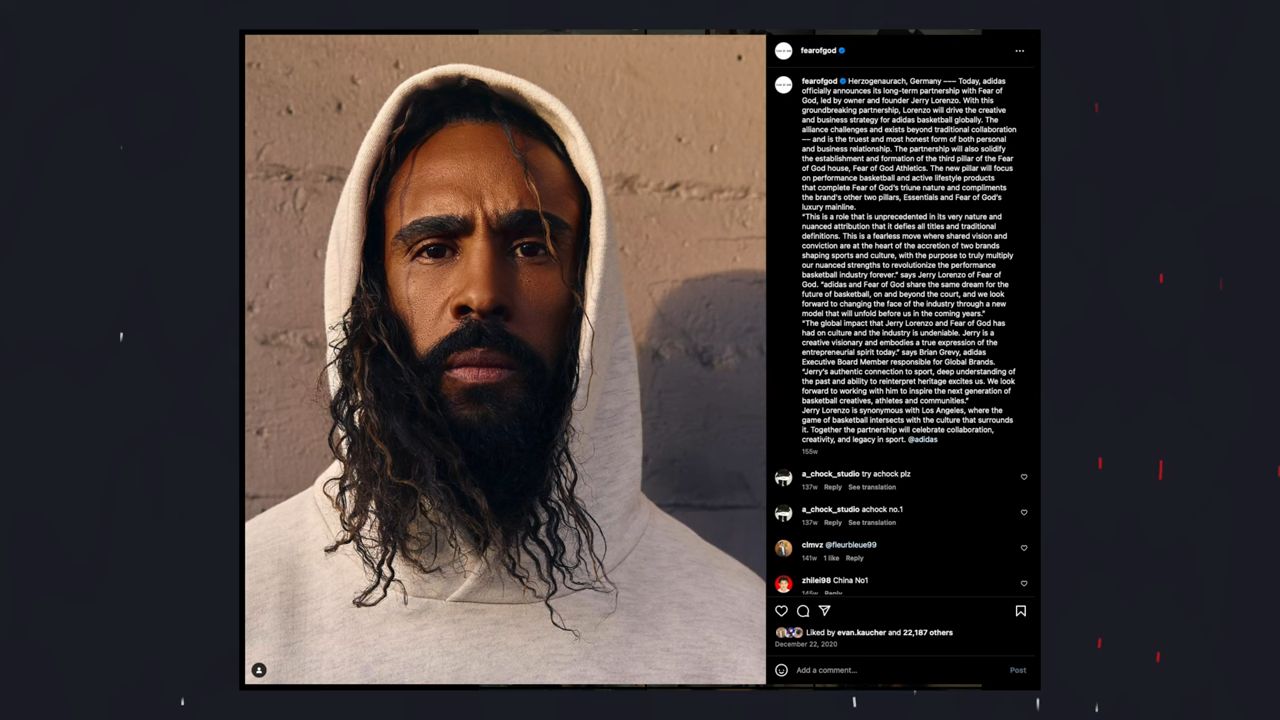 fearofgod
fearofgod Herzogenaurach, Germany –– Today, adidas
officially announces its long-term partnership with Fear of
God, led by owner and founder Jerry Lorenzo. With this
groundbreaking partnership, Lorenzo will drive the creative
and business strategy for adidas basketball globally. The
alliance challenges and exists beyond traditional collaboration
— and is the truest and most honest form of both personal
and business relationship. The partnership will also solidify
the establishment and formation of the third pillar of the Fear
of God house, Fear of God Athletics. The new pillar will focus
on performance basketball and active lifestyle products
that complete Fear of God's triune nature and compliments
the brand's other two pillars, Essentials and Fear of God's
luxury mainline.
"This is a role that is unprecedented in its very nature and
nuanced attribution that it defies all titles and traditional
definitions. This is a fearless move where shared vision and
conviction are at the heart of the accretion of two brands
shaping sports and culture, with the purpose to truly multiply
our nuanced strengths to revolutionize the performance
basketball industry forever." says Jerry Lorenzo of Fear of
God. "adidas and Fear of God share the same dream for the
future of basketball, on and beyond the court, and we look
forward to changing the face of the industry through a new
model that will unfold before us in the coming years."
"The global impact that Jerry Lorenzo and Fear of God has
had on culture and the industry is undeniable. Jerry is a
creative visionary and embodies a true expression of the
entrepreneurial spirit today." says Brian Grevy, adidas
Executive Board Member responsible for Global Brands.
"Jerry's authentic connection to sport, deep understanding of
the past and ability to reinterpret heritage excites us. We look
forward to working with him to inspire the next generation of
basketball creatives, athletes and communities."
Jerry Lorenzo is synonymous with Los Angeles, where the
game of basketball intersects with the culture that surrounds
it. Together the partnership will celebrate collaboration,
creativity, and legacy in sport. @adidas
155w
a_chock_studio try achock plz
137w Reply See translation
a_chock_studio achock no.1
137w Reply See translation
clmvz @fleurbleue99
141w 1 like Reply
zhilei98 China No1
145w Reply
Liked by evan.kaucher and 22,187 others
December 22, 2020
Add a comment...
Post